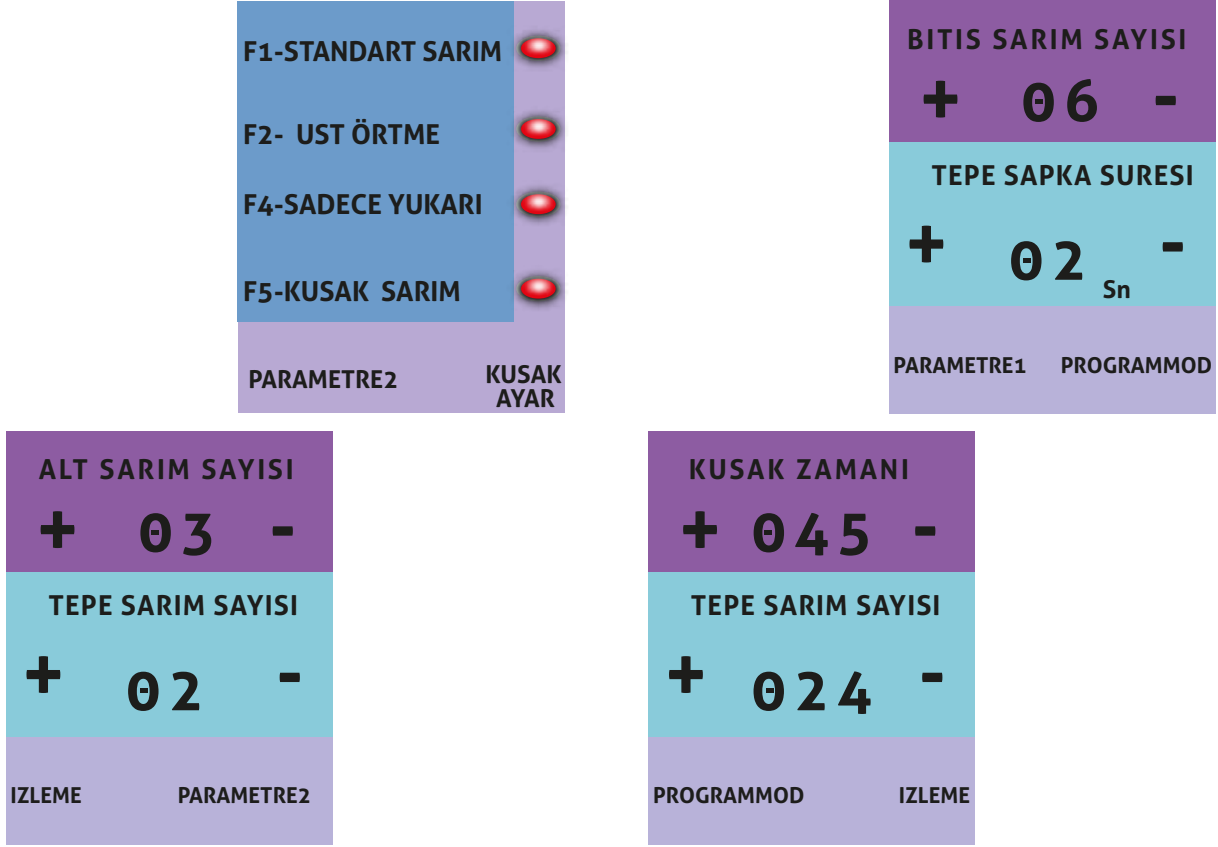 F1-STANDART SARIM
F2- UST ÖRTME
F4-SADECE YUKARI
F5-KUSAK SARIM
PARAMETRE2
KUSAK
AYAR
BITIS SARIM SAYISI
+ 06 -
TEPE SAPKA SURESI
+ 02 Sn -
PARAMETRE1 PROGRAMMOD
ALT SARIM SAYISI
+ 03 -
TEPE SARIM SAYISI
+ 02 -
IZLEME PARAMETRE2
KUSAK ZAMANI
+ 045 -
TEPE SARIM SAYISI
+ 024 -
PROGRAMMOD IZLEME